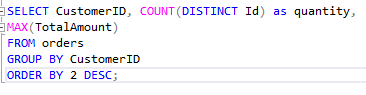 SELECT CustomerID, COUNT(DISTINCT Id) as quantity,
MAX(TotalAmount)
FROM orders
GROUP BY CustomerID
ORDER BY 2 DESC;